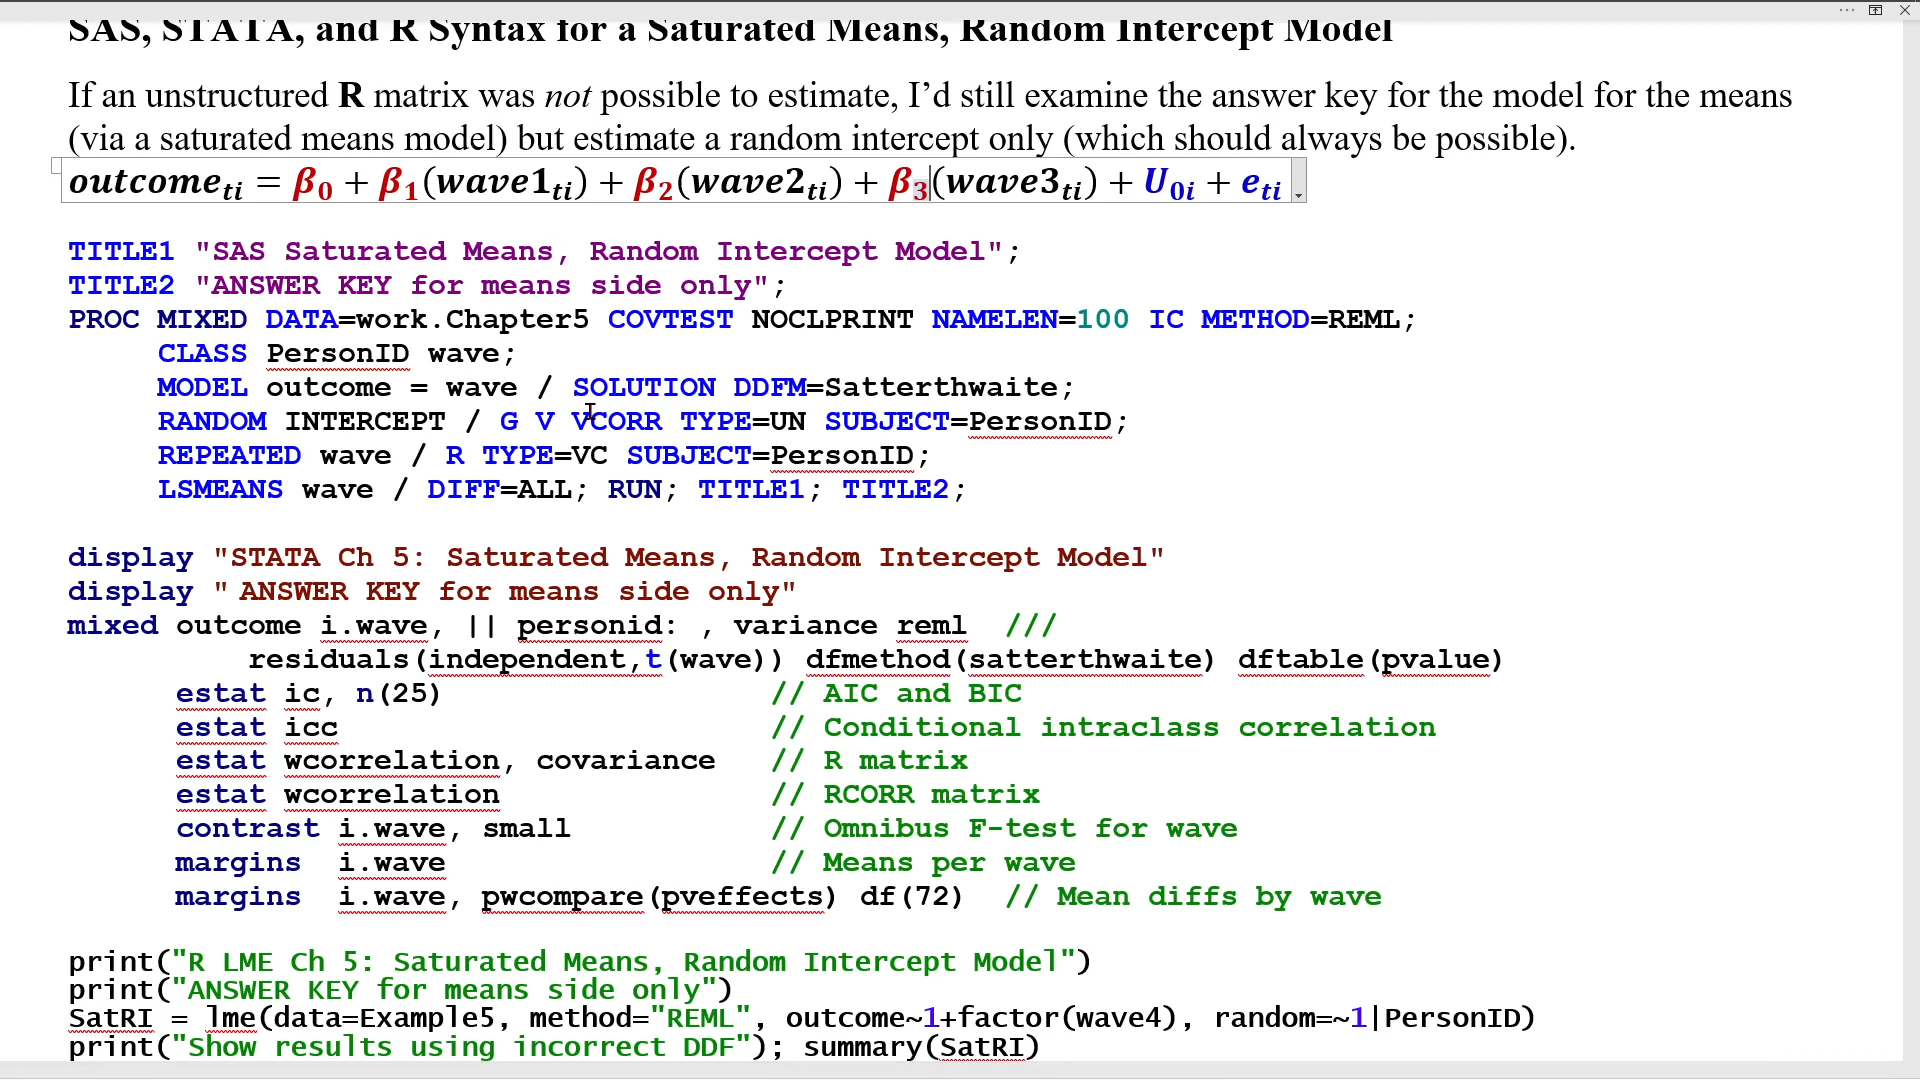 SAS, STATA, and R Syntax for a Saturated Means, Random Intercept Model
If an unstructured R matrix was not possible to estimate, I’d still examine the answer key for the model for the means
(via a saturated means model) but estimate a random intercept only (which should always be possible).
outcome_ti = β_0 + β_1(wave1_ti) + β_2(wave2_ti) + β_3(wave3_ti) + U_0i + e_ti
TITLE1 "SAS Saturated Means, Random Intercept Model";
TITLE2 "ANSWER KEY for means side only";
PROC MIXED DATA=work.Chapter5 COVTEST NOCLPRINT NAMELEN=100 IC METHOD=REML;
CLASS PersonID wave;
MODEL outcome = wave / SOLUTION DDFM=Satterthwaite;
RANDOM INTERCEPT / G V VCORR TYPE=UN SUBJECT=PersonID;
REPEATED wave / R TYPE=VC SUBJECT=PersonID;
LSMEANS wave / DIFF=ALL; RUN; TITLE1; TITLE2;
display "STATA Ch 5: Saturated Means, Random Intercept Model"
display " ANSWER KEY for means side only"
mixed outcome i.wave, || personid: , variance reml ///
residuals(independent,t(wave)) dfmethod(satterthwaite) dftable(pvalue)
estat ic, n(25) // AIC and BIC
estat icc // Conditional intraclass correlation
estat wcorrelation, covariance // R matrix
estat wcorrelation // RCORR matrix
contrast i.wave, small // Omnibus F-test for wave
margins i.wave // Means per wave
margins i.wave, pwcompare(pveffects) df(72) // Mean diffs by wave
print("R LME Ch 5: Saturated Means, Random Intercept Model")
print("ANSWER KEY for means side only")
SatRI = lme(data=Example5, method="REML", outcome~1+factor(wave4), random=~1|PersonID)
print("Show results using incorrect DDF"); summary(SatRI)